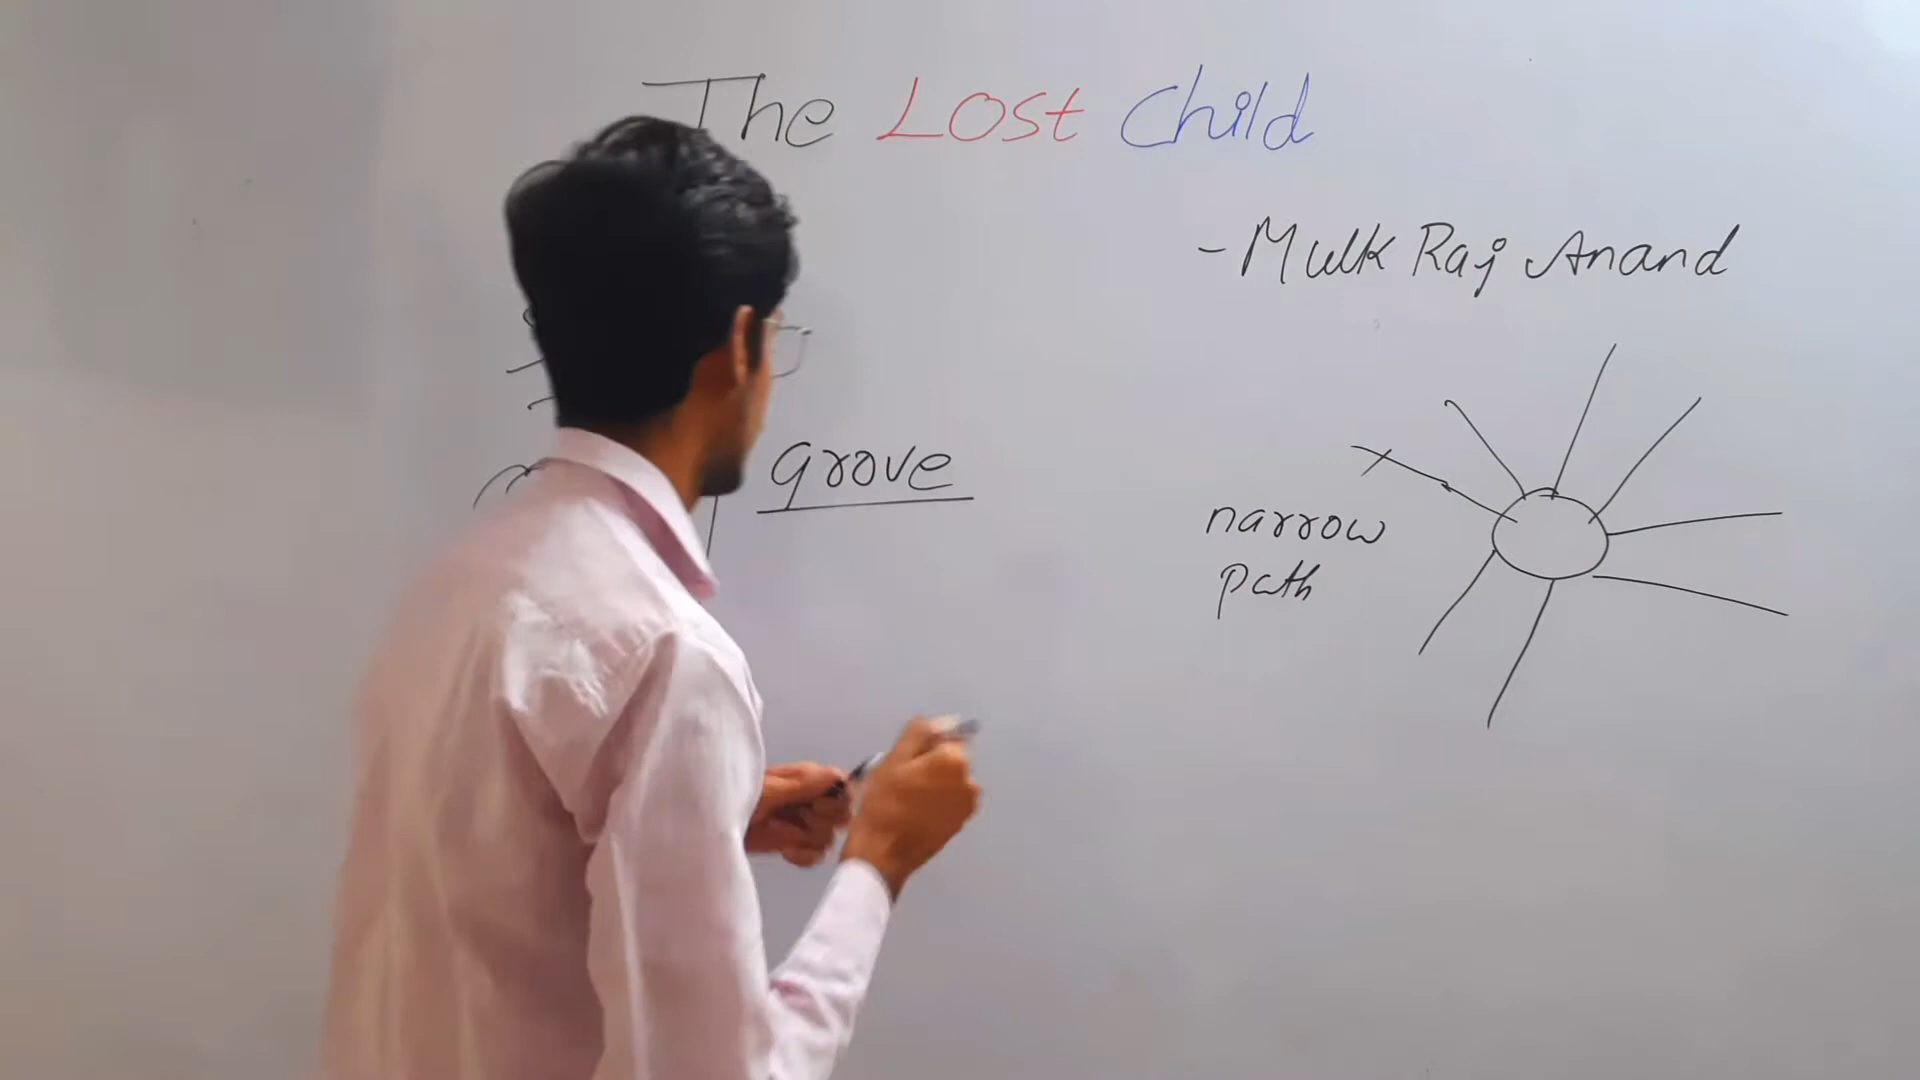 The Lost Child
- Mulk Raj Anand
grove
narrow
path